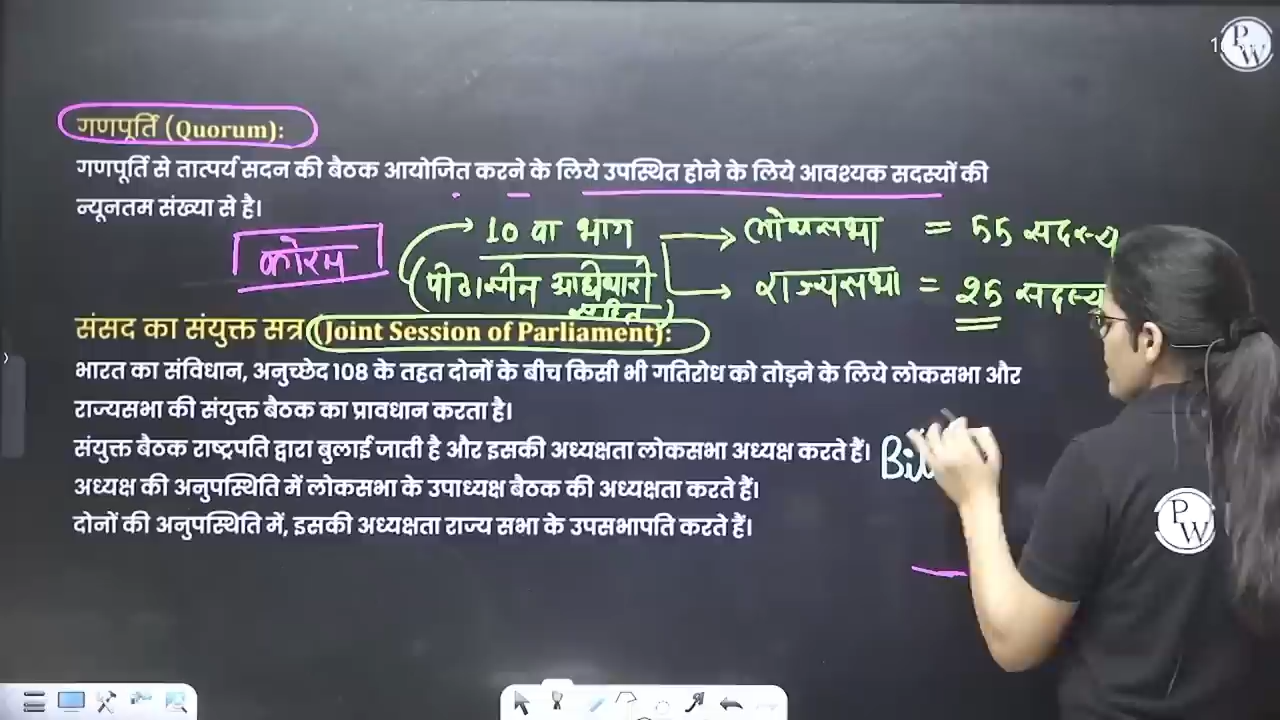 PW
गणपूर्ति (Quorum):
गणपूर्ति से तात्पर्य सदन की बैठक आयोजित करने के लिये उपस्थित होने के लिये आवश्यक सदस्यों की
न्यूनतम संख्या से है।
कोरम
10 वा भाग
(पीठासीन अधिकारी
सहित)
लोकसभा = 55 सदस्य
राज्यसभा = 25 सदस्य
संसद का संयुक्त सत्र (Joint Session of Parliament):
भारत का संविधान, अनुच्छेद 108 के तहत दोनों के बीच किसी भी गतिरोध को तोड़ने के लिये लोकसभा और
राज्यसभा की संयुक्त बैठक का प्रावधान करता है।
संयुक्त बैठक राष्ट्रपति द्वारा बुलाई जाती है और इसकी अध्यक्षता लोकसभा अध्यक्ष करते हैं।
अध्यक्ष की अनुपस्थिति में लोकसभा के उपाध्यक्ष बैठक की अध्यक्षता करते हैं।
दोनों की अनुपस्थिति में, इसकी अध्यक्षता राज्य सभा के उपसभापति करते हैं।
PW